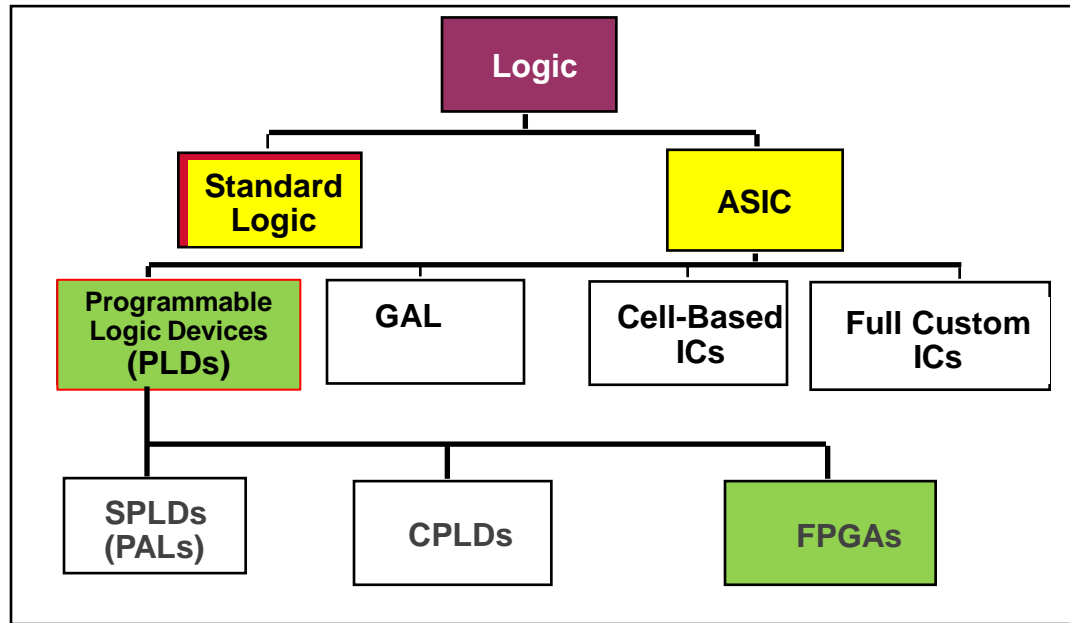 Logic
Standard
Logic
ASIC
Programmable
Logic Devices
(PLDs)
GAL
Cell-Based
ICs
Full Custom
ICs
SPLDs
(PALs)
CPLDs
FPGAs